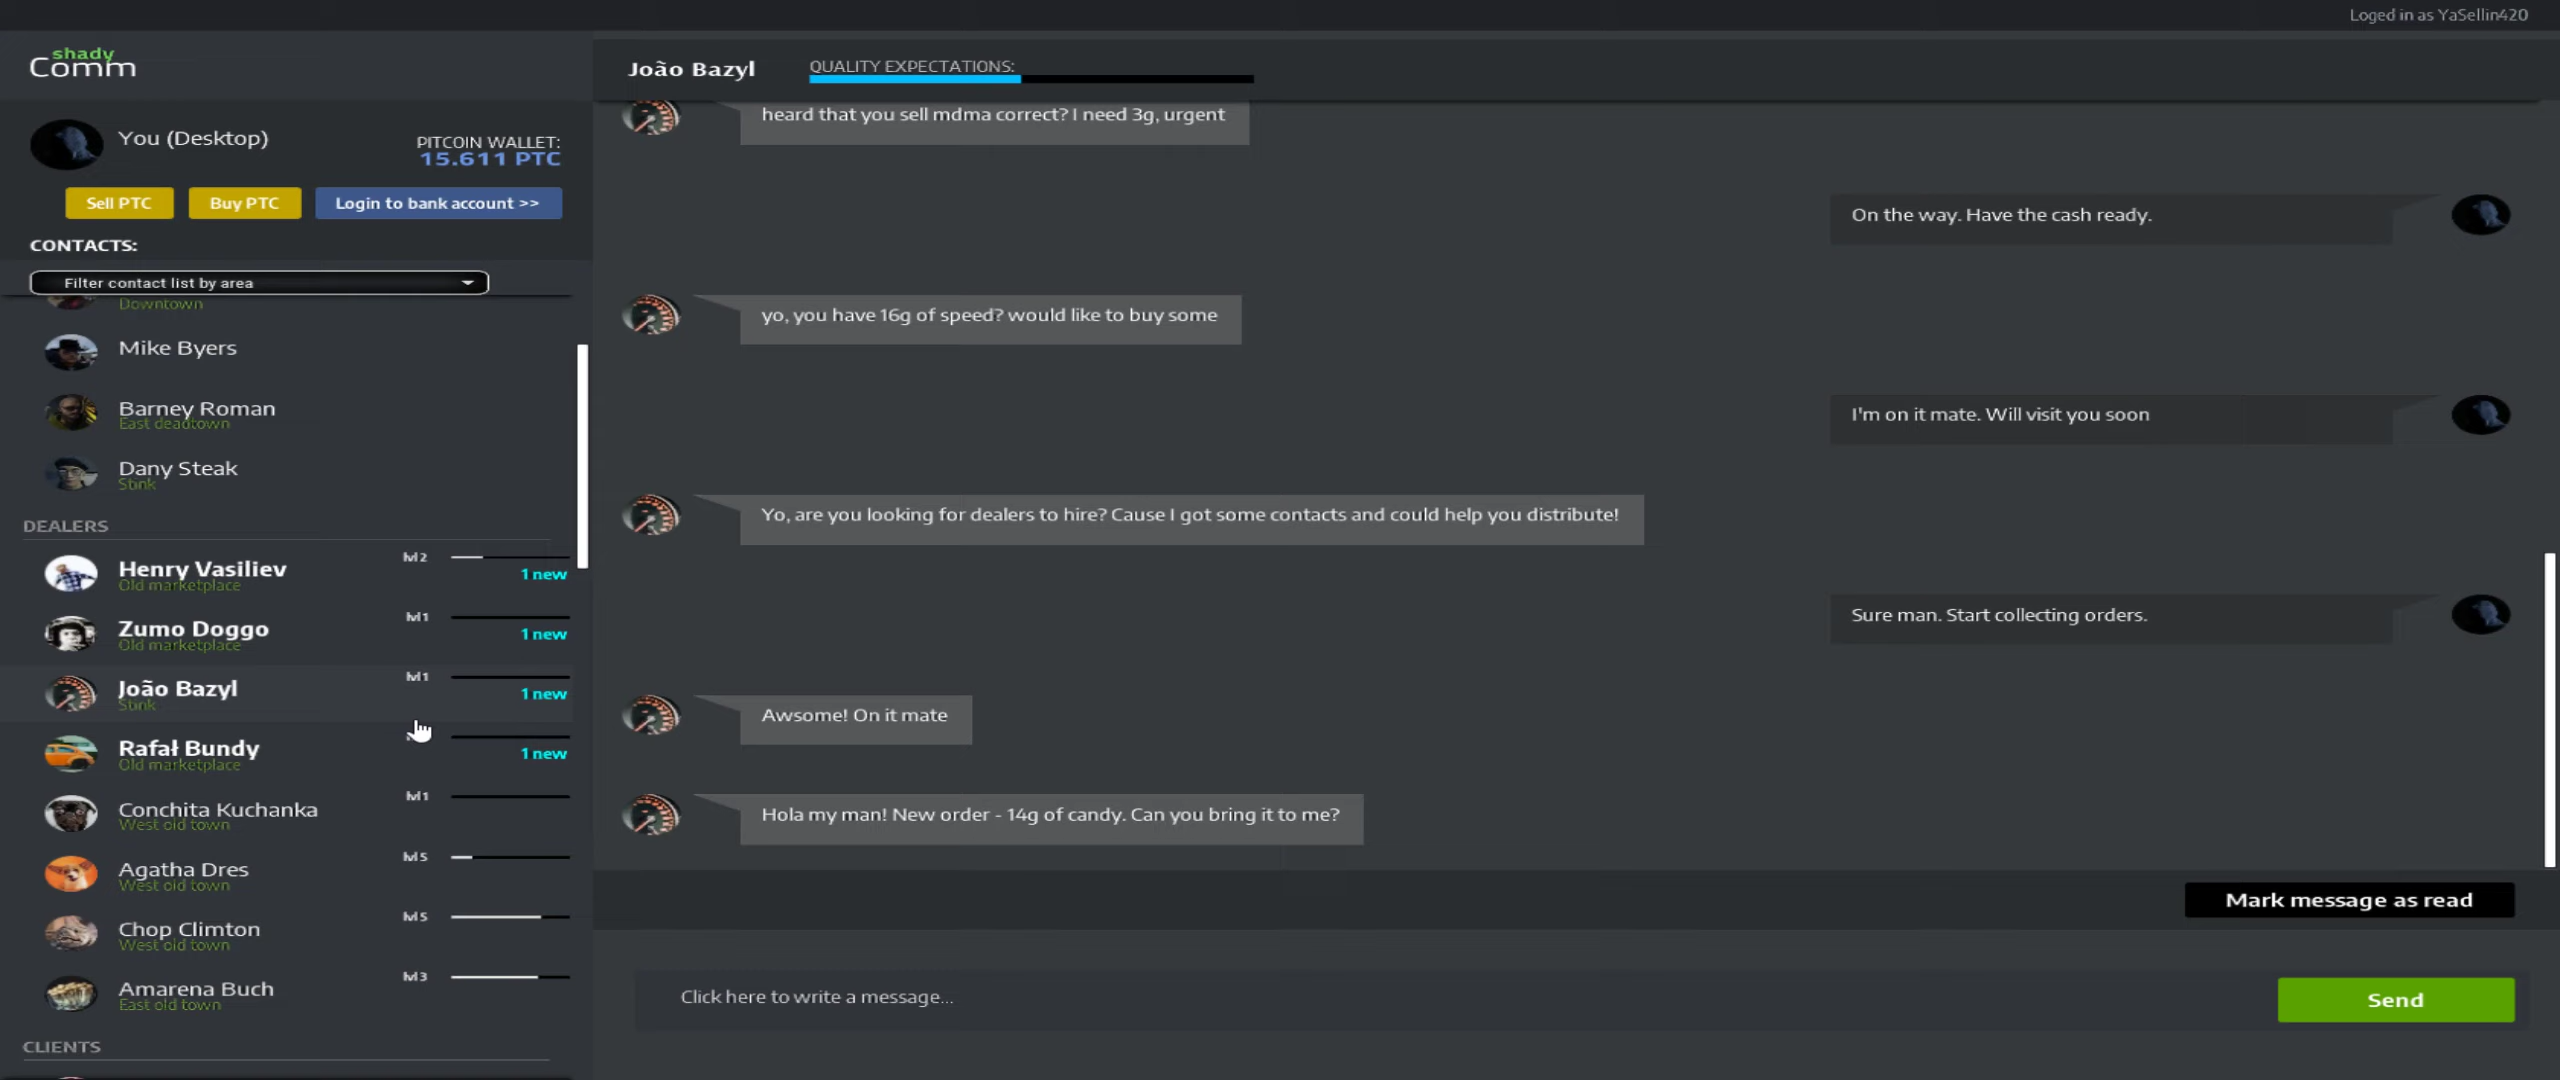 Loged in as YaSellin420
shady
Comm
You (Desktop)
PITCOIN WALLET:
15.611 PTC
Sell PTC
Buy PTC
Login to bank account >>
CONTACTS:
Filter contact list by area
Downtown
Mike Byers
Barney Roman
East deadtown
Dany Steak
Stink
DEALERS
Henry Vasiliev
Old marketplace
lvl2
1 new
Zumo Doggo
Old marketplace
lvl1
1 new
João Bazyl
Stink
lvl1
1 new
Rafał Bundy
Old marketplace
1 new
Conchita Kuchanka
West old town
lvl1
Agatha Dres
West old town
lvl5
Chop Climton
West old town
lvl5
Amarena Buch
East old town
lvl3
CLIENTS
João Bazyl
QUALITY EXPECTATIONS:
heard that you sell mdma correct? I need 3g, urgent
On the way. Have the cash ready.
yo, you have 16g of speed? would like to buy some
I'm on it mate. Will visit you soon
Yo, are you looking for dealers to hire? Cause I got some contacts and could help you distribute!
Sure man. Start collecting orders.
Awsome! On it mate
Hola my man! New order - 14g of candy. Can you bring it to me?
Mark message as read
Click here to write a message...
Send